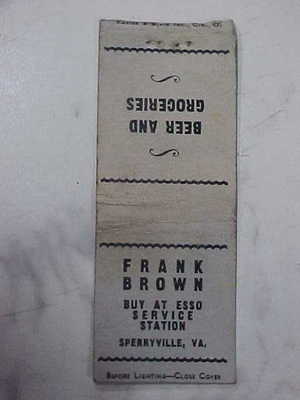 BEER AND
GROCERIES
FRANK
BROWN
BUY AT ESSO
SERVICE
STATION
SPERRYVILLE, VA.
BEFORE LIGHTING—CLOSE COVER